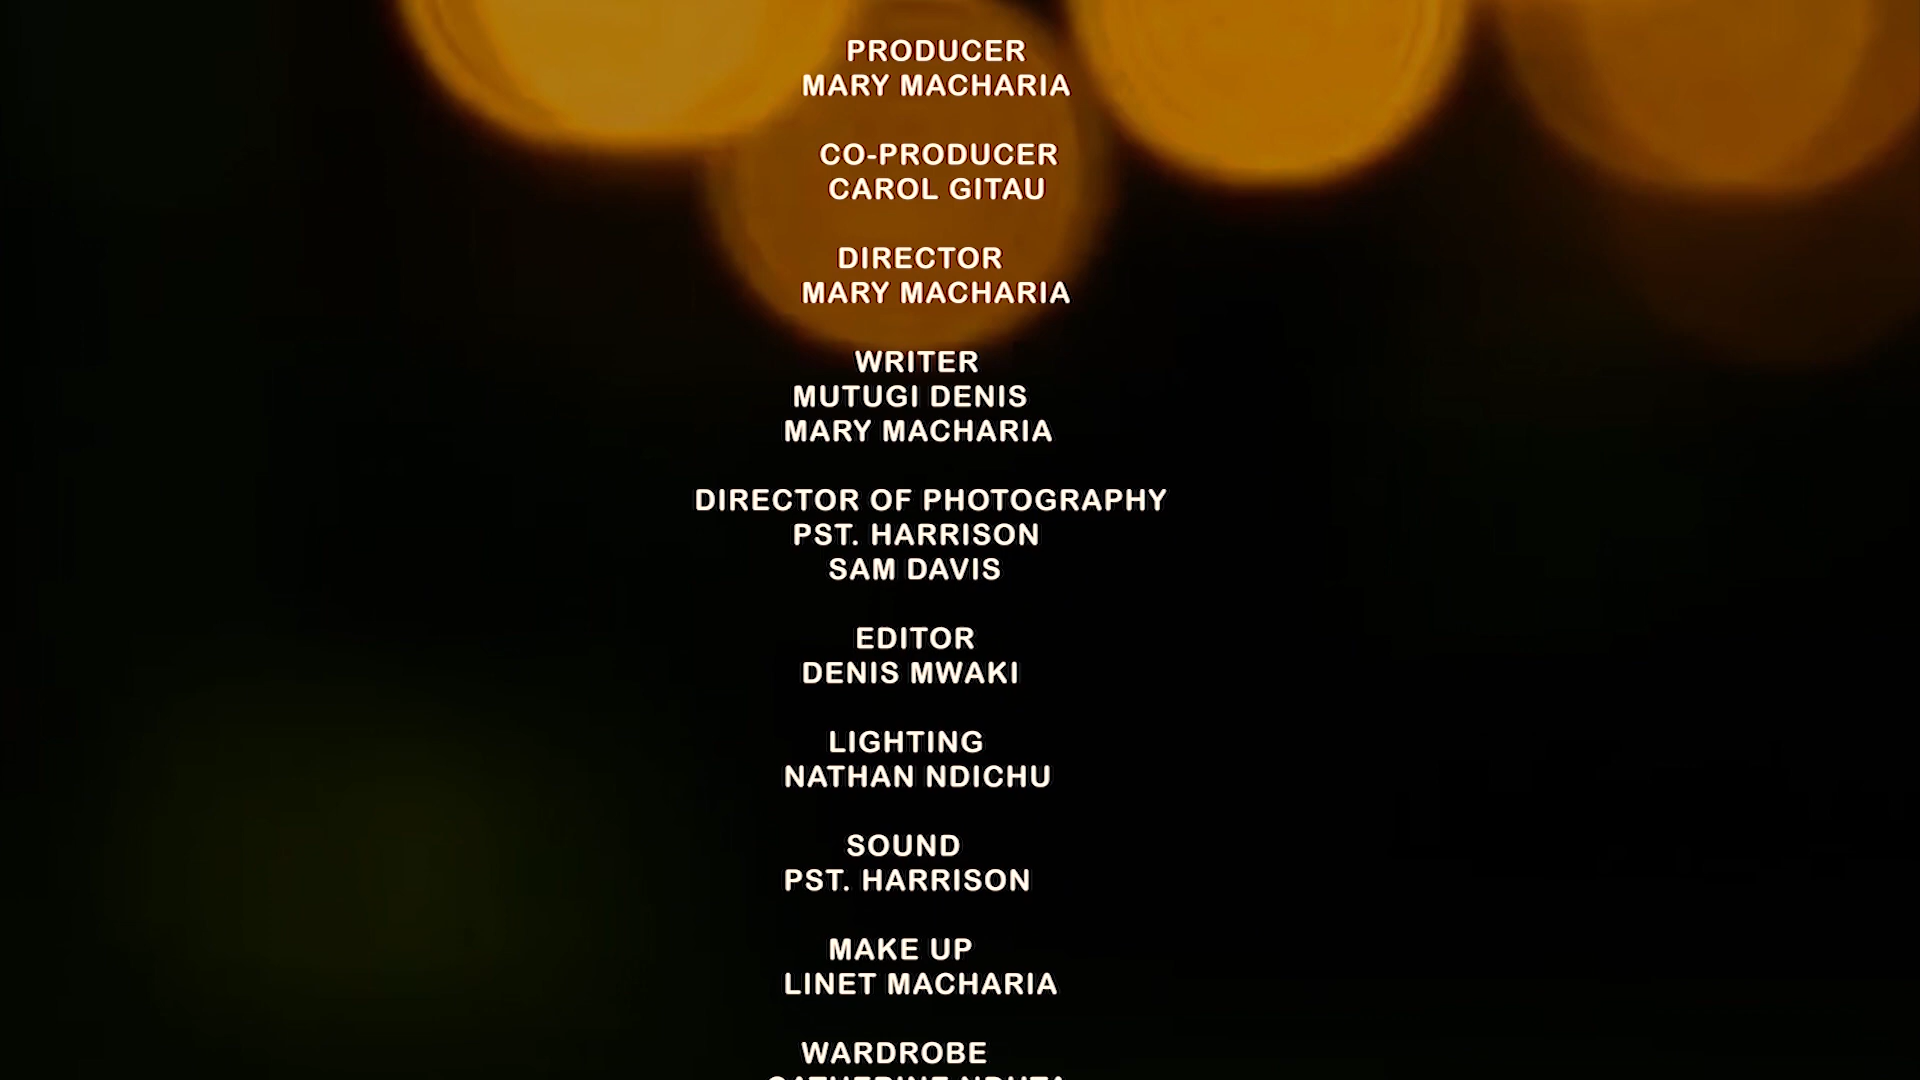 PRODUCER
MARY MACHARIA
CO-PRODUCER
CAROL GITAU
DIRECTOR
MARY MACHARIA
WRITER
MUTUGI DENIS
MARY MACHARIA
DIRECTOR OF PHOTOGRAPHY
PST. HARRISON
SAM DAVIS
EDITOR
DENIS MWAKI
LIGHTING
NATHAN NDICHU
SOUND
PST. HARRISON
MAKE UP
LINET MACHARIA
WARDROBE